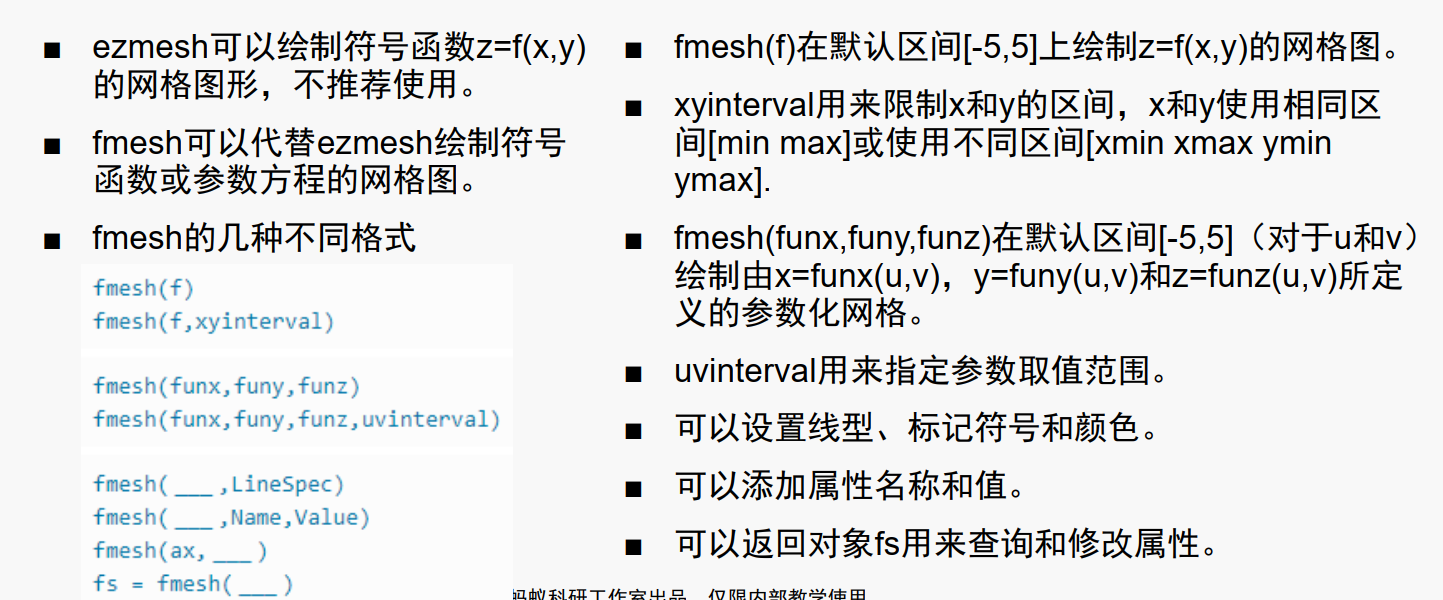 ■ ezmesh可以绘制符号函数z=f(x,y)
的网格图形，不推荐使用。
■ fmesh可以代替ezmesh绘制符号
函数或参数方程的网格图。
■ fmesh的几种不同格式
fmesh(f)
fmesh(f,xyinterval)
fmesh(funx,funy,funz)
fmesh(funx,funy,funz,uvinterval)
fmesh(___,LineSpec)
fmesh(___,Name,Value)
fmesh(ax,___)
fs = fmesh(___)
■ fmesh(f)在默认区间[-5,5]上绘制z=f(x,y)的网格图。
■ xyinterval用来限制x和y的区间，x和y使用相同区
间[min max]或使用不同区间[xmin xmax ymin
ymax].
■ fmesh(funx,funy,funz)在默认区间[-5,5]（对于u和v）
绘制由x=funx(u,v)，y=funy(u,v)和z=funz(u,v)所定
义的参数化网格。
■ uvinterval用来指定参数取值范围。
■ 可以设置线型、标记符号和颜色。
■ 可以添加属性名称和值。
■ 可以返回对象fs用来查询和修改属性。
蚂蚁科研工作室出品，仅限内部教学使用